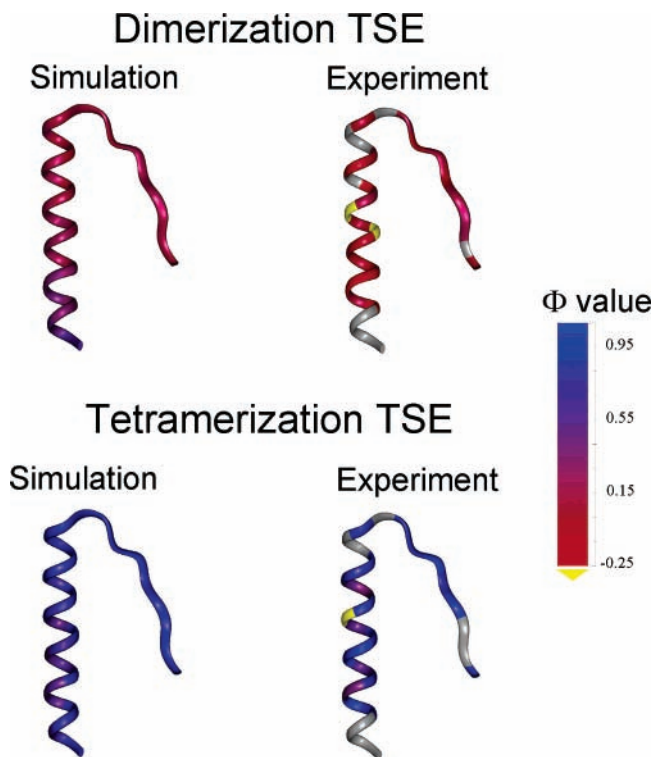 Dimerization TSE
Simulation Experiment
Φ value
0.95
0.55
0.15
-0.25
Tetramerization TSE
Simulation Experiment